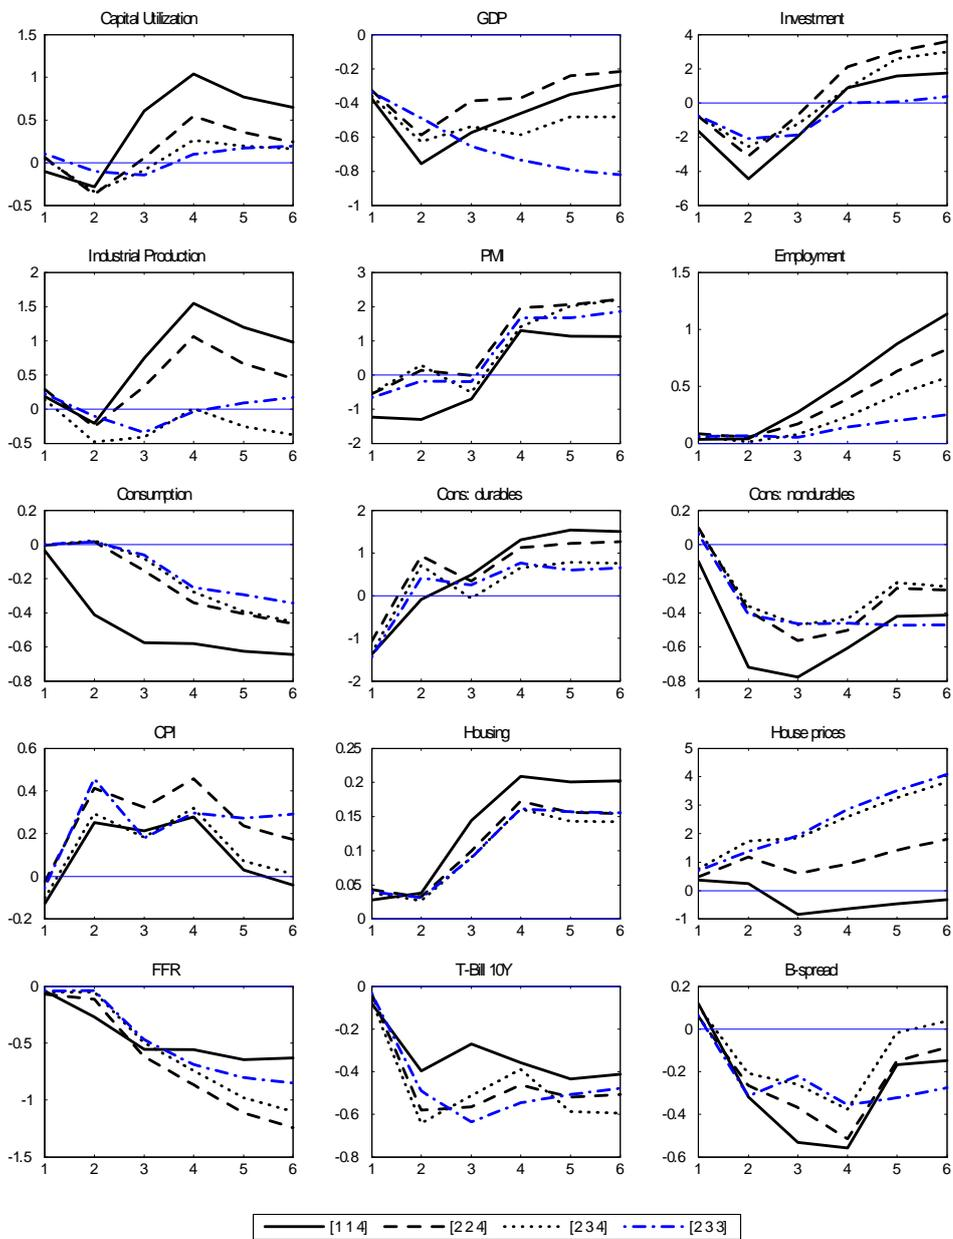 Capital Utilization GDP Investment
1.5 0 4
1 -0.2 2
0.5 -0.4 0
-0.6 -2
0 -0.8 -4
-0.5 -1 -6
1 2 3 4 5 6 1 2 3 4 5 6 1 2 3 4 5 6
Industrial Production PMI Employment
2 3 1.5
1.5 2
1 1 1
0.5 0 0.5
0 -1
-0.5 -2 0
1 2 3 4 5 6 1 2 3 4 5 6 1 2 3 4 5 6
Consumption Cons: durables Cons: nondurables
0.2 2 0.2
0 1 0
-0.2 0 -0.2
-0.4 -0.4
-0.6 -1 -0.6
-0.8 -2 -0.8
1 2 3 4 5 6 1 2 3 4 5 6 1 2 3 4 5 6
CPI Housing House prices
0.6 0.25 5
0.4 0.2 4
0.15 3
0.2 0.1 2
0 0.05 1
0
-0.2 0 -1
1 2 3 4 5 6 1 2 3 4 5 6 1 2 3 4 5 6
FFR T-Bill 10Y B-spread
0 0 0.2
-0.5 -0.2 0
-0.4 -0.2
-1 -0.6 -0.4
-1.5 -0.8 -0.6
1 2 3 4 5 6 1 2 3 4 5 6 1 2 3 4 5 6
[1 1 4] [2 2 4] [2 3 4] [2 3 3]